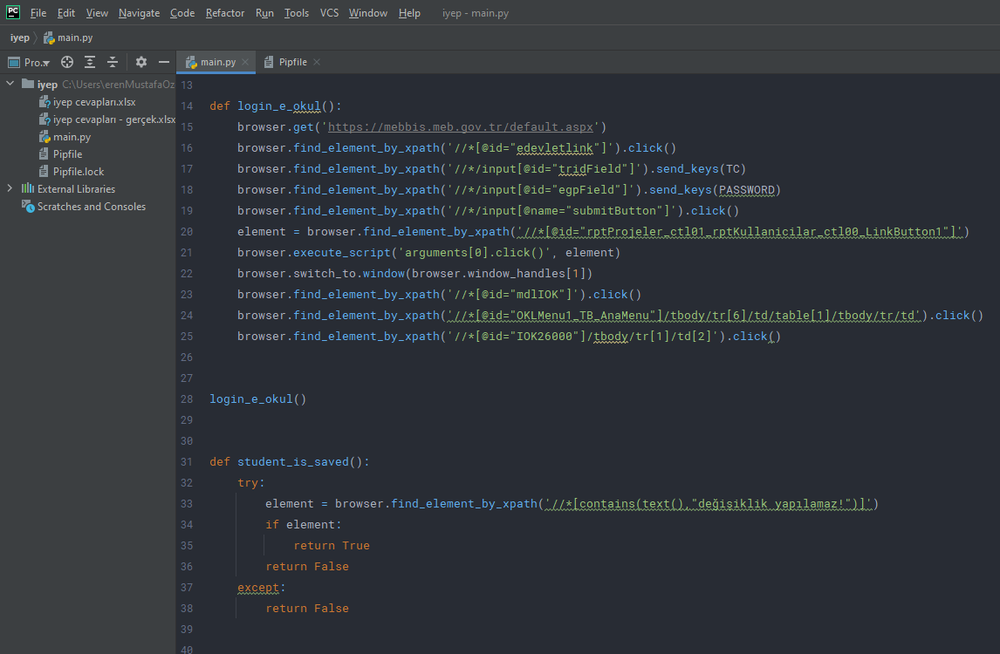 PC File Edit View Navigate Code Refactor Run Tools VCS Window Help iyep - main.py
iyep main.py
Pro.. main.py Pipfile
iyep C:\Users\erenMustafaOz
iyep cevapları.xlsx
iyep cevapları - gerçek.xlsx
main.py
Pipfile
Pipfile.lock
External Libraries
Scratches and Consoles
13
14 def login_e_okul():
15 browser.get('https://mebbis.meb.gov.tr/default.aspx')
16 browser.find_element_by_xpath('//*[@id="edevletlink"]').click()
17 browser.find_element_by_xpath('//*/input[@id="tridField"]').send_keys(TC)
18 browser.find_element_by_xpath('//*/input[@id="egpField"]').send_keys(PASSWORD)
19 browser.find_element_by_xpath('//*/input[@name="submitButton"]').click()
20 element = browser.find_element_by_xpath('//*[@id="rptProjeler_ctl01_rptKullanicilar_ctl00_LinkButton1"]')
21 browser.execute_script('arguments[0].click()', element)
22 browser.switch_to.window(browser.window_handles[1])
23 browser.find_element_by_xpath('//*[@id="mdlIOK"]').click()
24 browser.find_element_by_xpath('//*[@id="OKLMenu1_TB_AnaMenu"]/tbody/tr[6]/td/table[1]/tbody/tr/td').click()
25 browser.find_element_by_xpath('//*[@id="IOK26000"]/tbody/tr[1]/td[2]').click()
26
27
28 login_e_okul()
29
30
31 def student_is_saved():
32 try:
33 element = browser.find_element_by_xpath('//*[contains(text(),"değişiklik yapılamaz!")]')
34 if element:
35 return True
36 return False
37 except:
38 return False
39
40